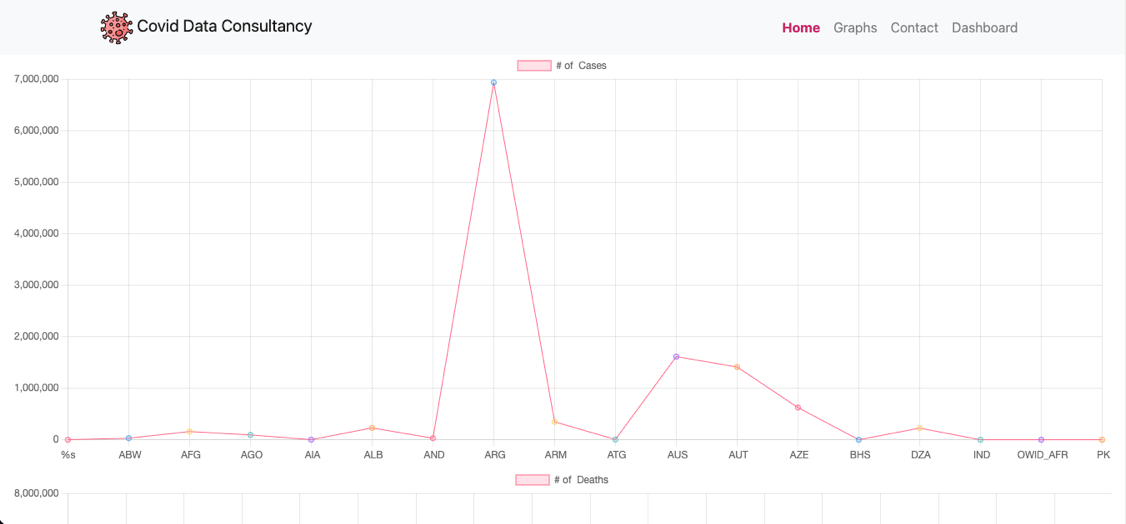 Covid Data Consultancy
Home Graphs Contact Dashboard
# of Cases
7,000,000
6,000,000
5,000,000
4,000,000
3,000,000
2,000,000
1,000,000
0
%s ABW AFG AGO AIA ALB AND ARG ARM ATG AUS AUT AZE BHS DZA IND OWID_AFR PK
# of Deaths
8,000,000